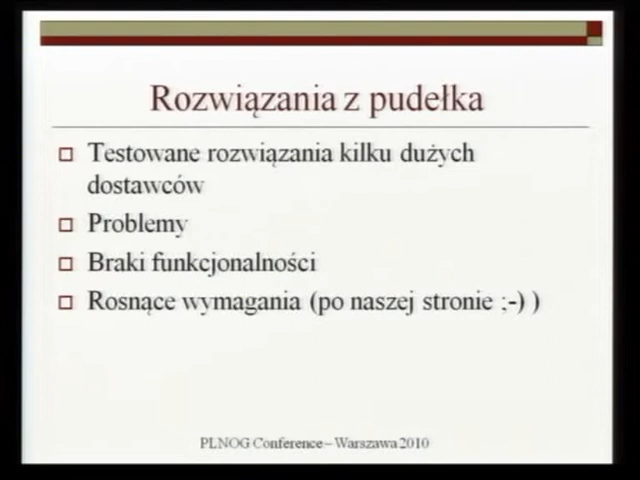 Rozwiązania z pudełka
Testowane rozwiązania kilku dużych
dostawców
Problemy
Braki funkcjonalności
Rosnące wymagania (po naszej stronie ;-) )
PLNOG Conference – Warszawa 2010